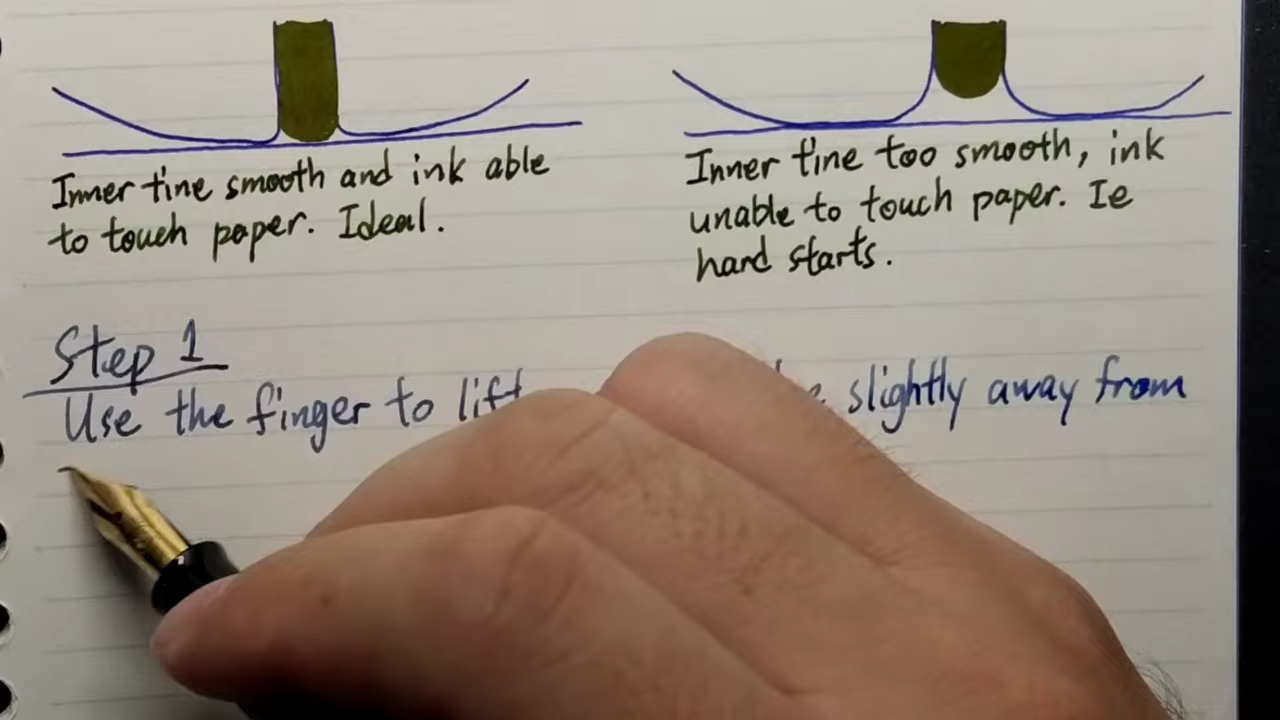 Inner tine smooth and ink able
to touch paper. Ideal.
Inner tine too smooth, ink
unable to touch paper. Ie
hard starts.
Step 1
Use the finger to lift slightly away from